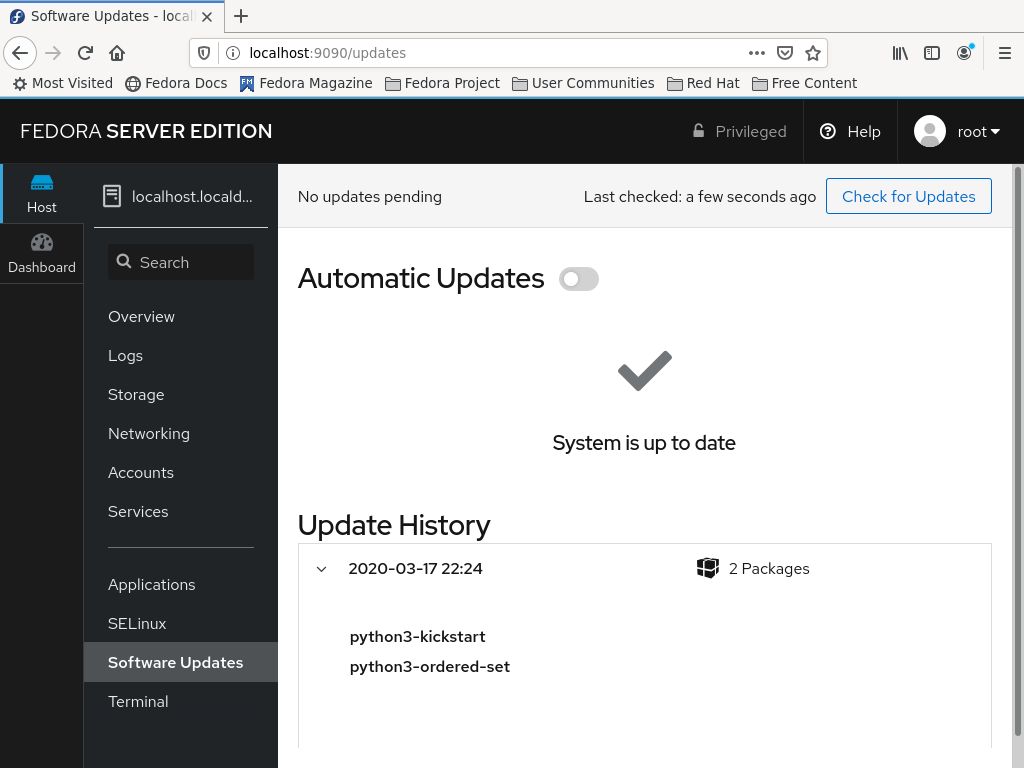 Software Updates - local
localhost:9090/updates
Most Visited Fedora Docs Fedora Magazine Fedora Project User Communities Red Hat Free Content
FEDORA SERVER EDITION Privileged Help root
Host
Dashboard
localhost.locald...
Search
Overview
Logs
Storage
Networking
Accounts
Services
Applications
SELinux
Software Updates
Terminal
No updates pending Last checked: a few seconds ago Check for Updates
Automatic Updates
System is up to date
Update History
2020-03-17 22:24 2 Packages
python3-kickstart
python3-ordered-set